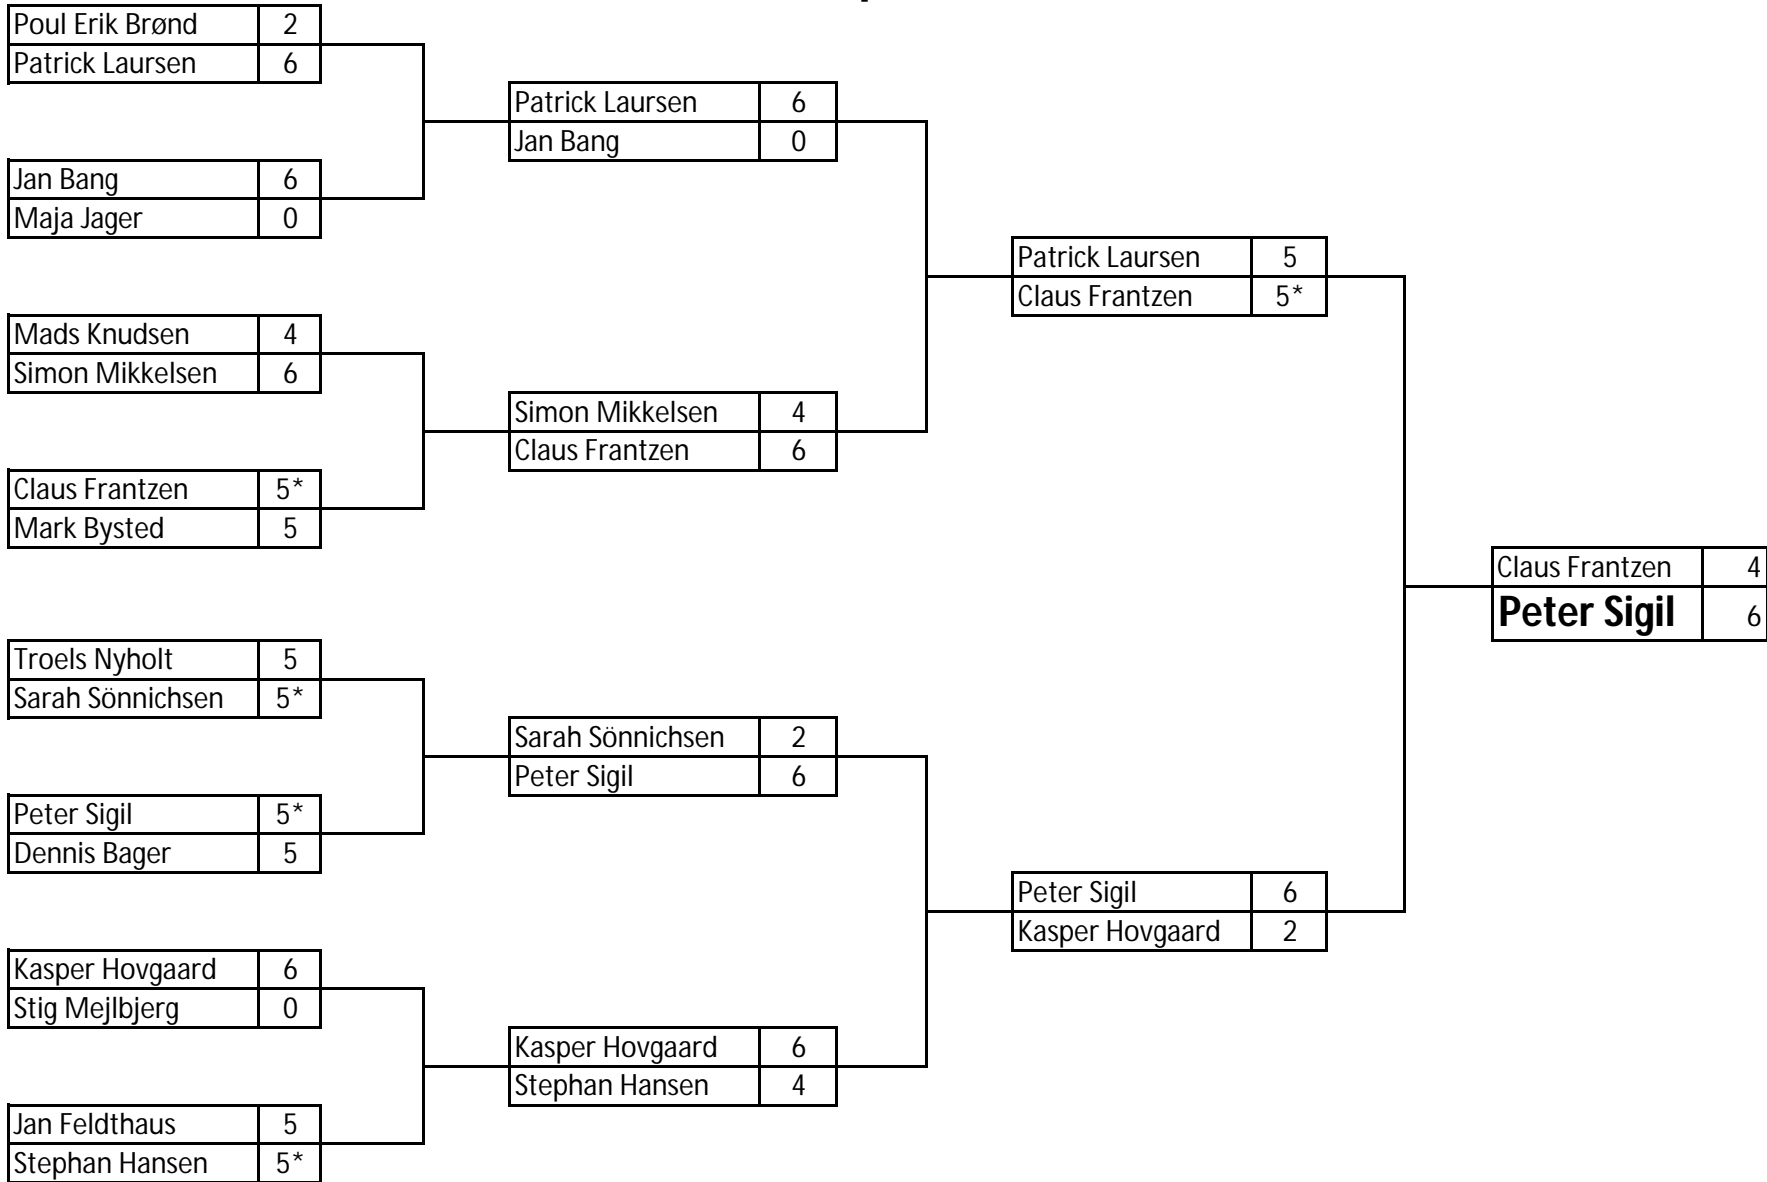 Poul Erik Brønd 2
Patrick Laursen 6
Jan Bang 6
Maja Jager 0
Mads Knudsen 4
Simon Mikkelsen 6
Claus Frantzen 5*
Mark Bysted 5
Troels Nyholt 5
Sarah Sönnichsen 5*
Peter Sigil 5*
Dennis Bager 5
Kasper Hovgaard 6
Stig Mejlbjerg 0
Jan Feldthaus 5
Stephan Hansen 5*
Patrick Laursen 6
Jan Bang 0
Simon Mikkelsen 4
Claus Frantzen 6
Sarah Sönnichsen 2
Peter Sigil 6
Kasper Hovgaard 6
Stephan Hansen 4
Patrick Laursen 5
Claus Frantzen 5*
Peter Sigil 6
Kasper Hovgaard 2
Claus Frantzen 4
Peter Sigil 6